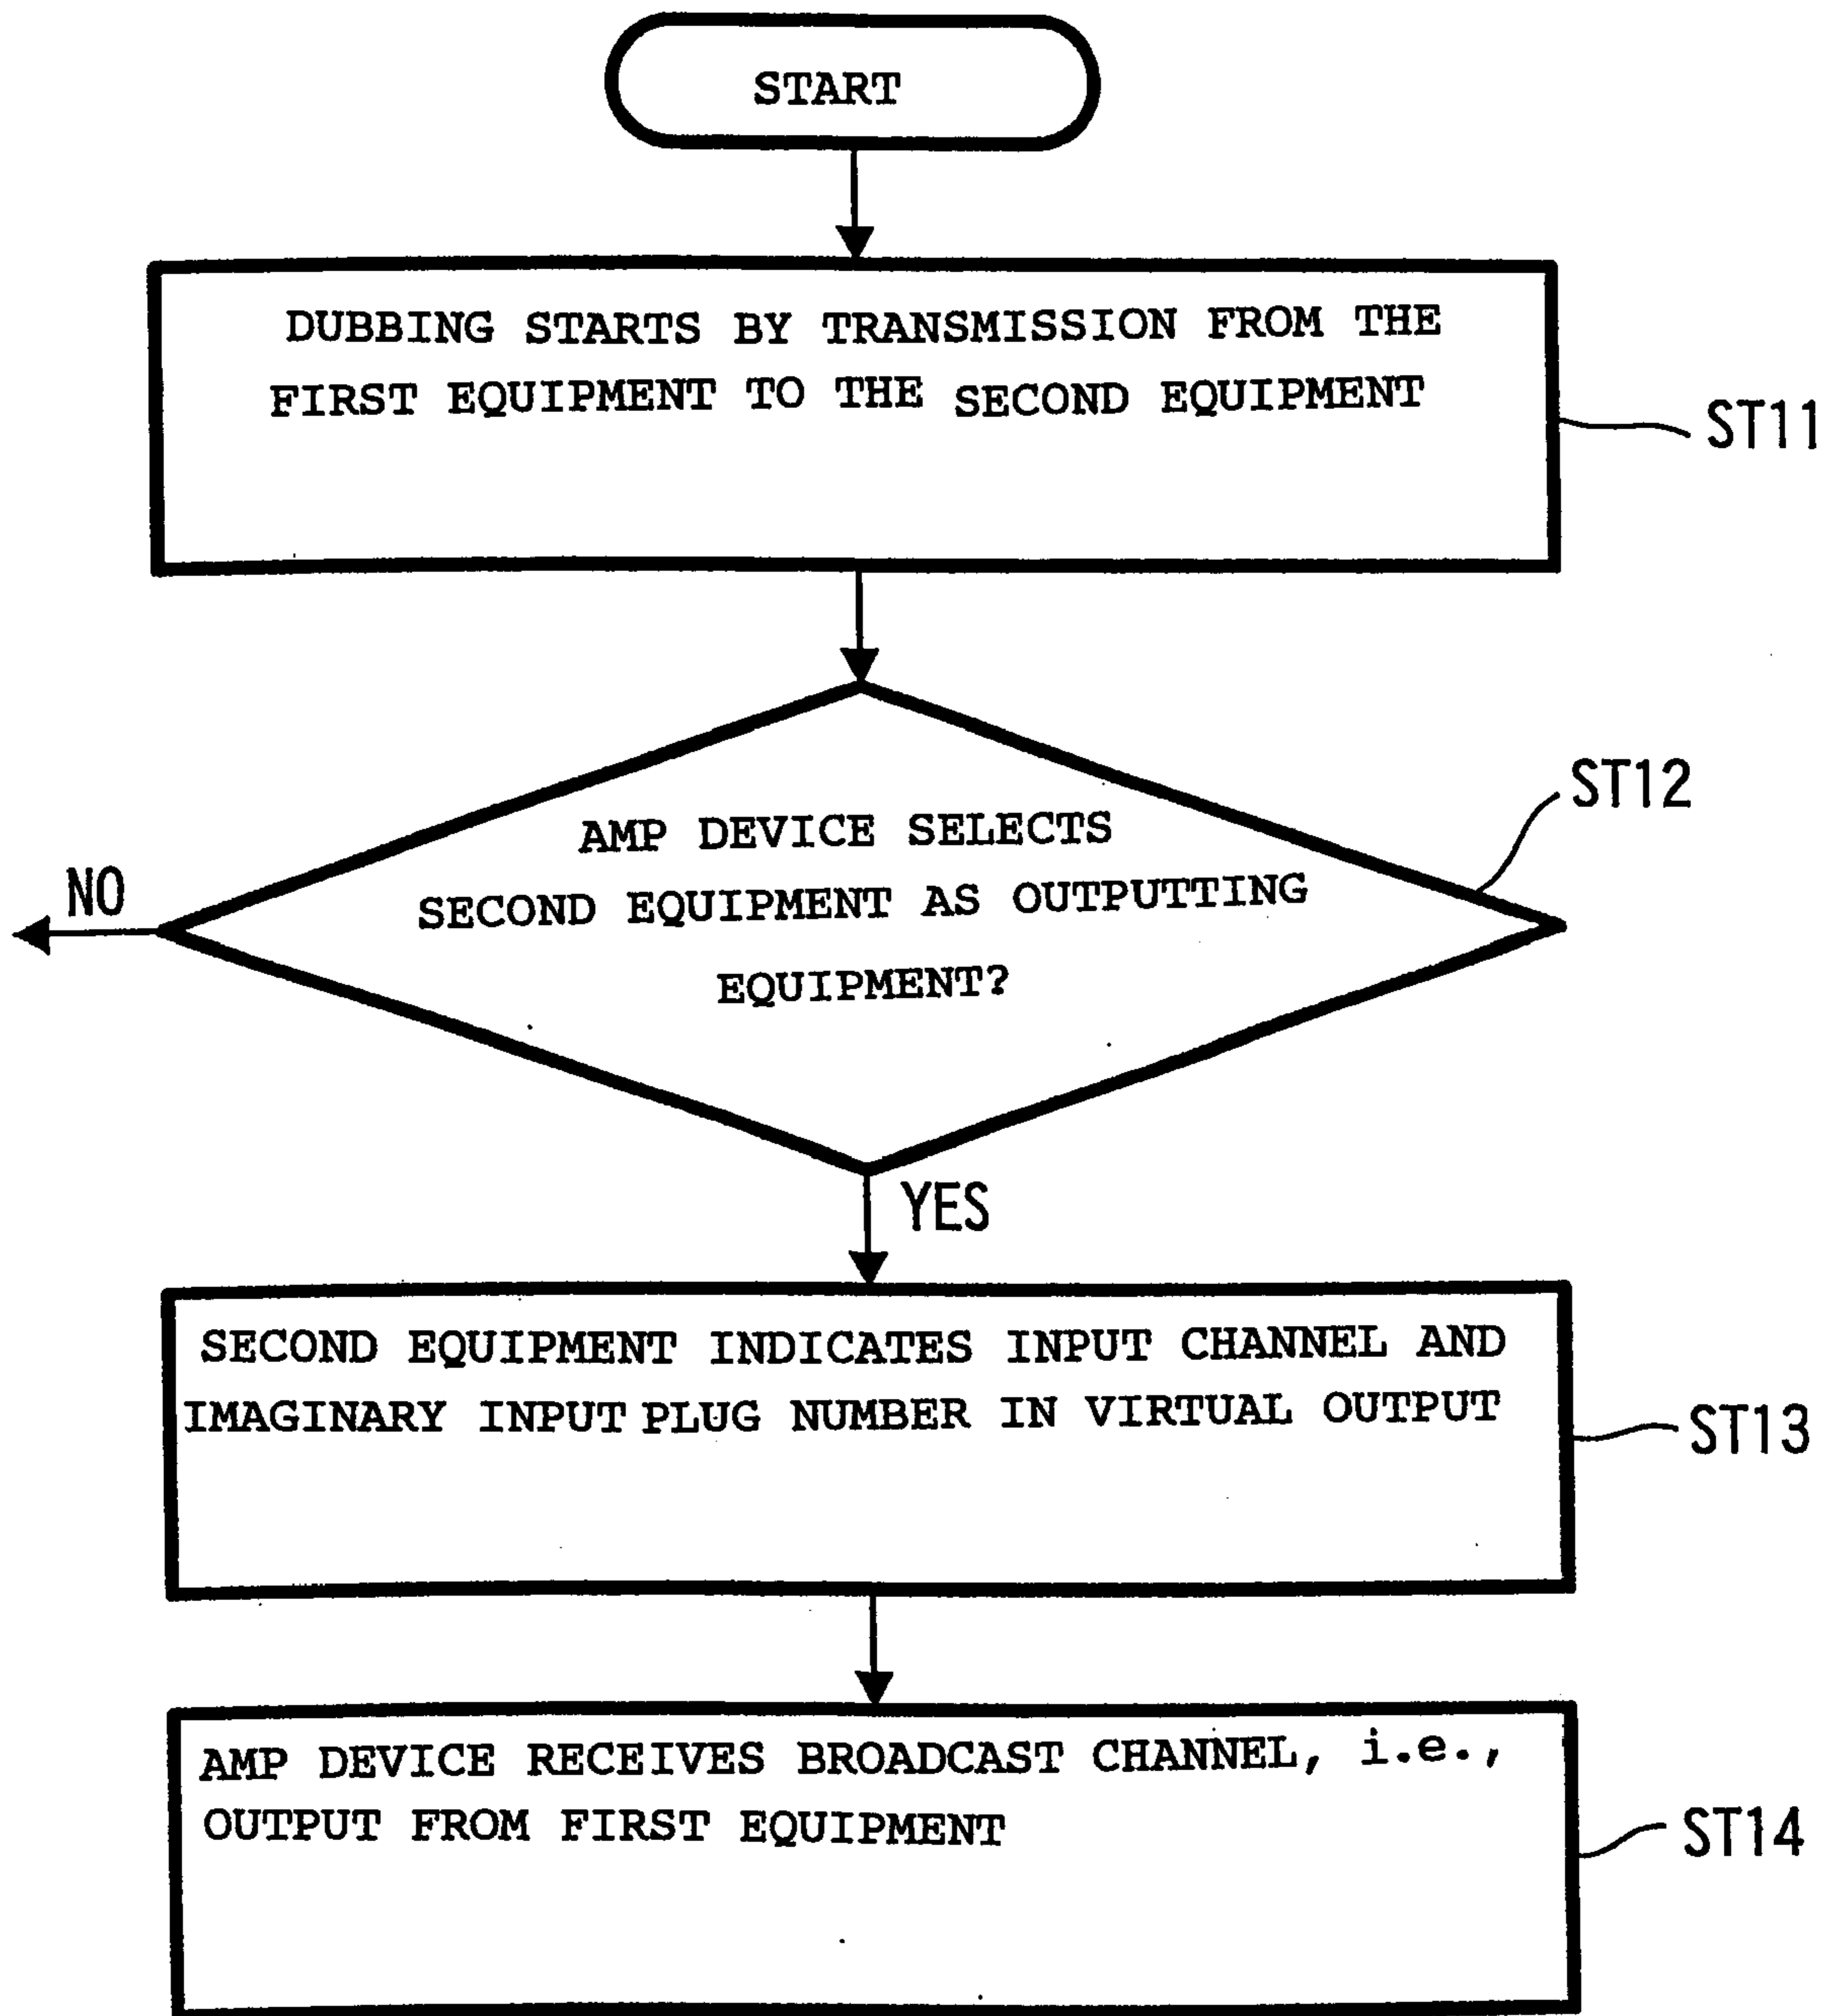 START
DUBBING STARTS BY TRANSMISSION FROM THE
FIRST EQUIPMENT TO THE SECOND EQUIPMENT
ST11
AMP DEVICE SELECTS
SECOND EQUIPMENT AS OUTPUTTING
EQUIPMENT?
ST12
NO
YES
SECOND EQUIPMENT INDICATES INPUT CHANNEL AND
IMAGINARY INPUT PLUG NUMBER IN VIRTUAL OUTPUT
ST13
AMP DEVICE RECEIVES BROADCAST CHANNEL, i.e.,
OUTPUT FROM FIRST EQUIPMENT
ST14